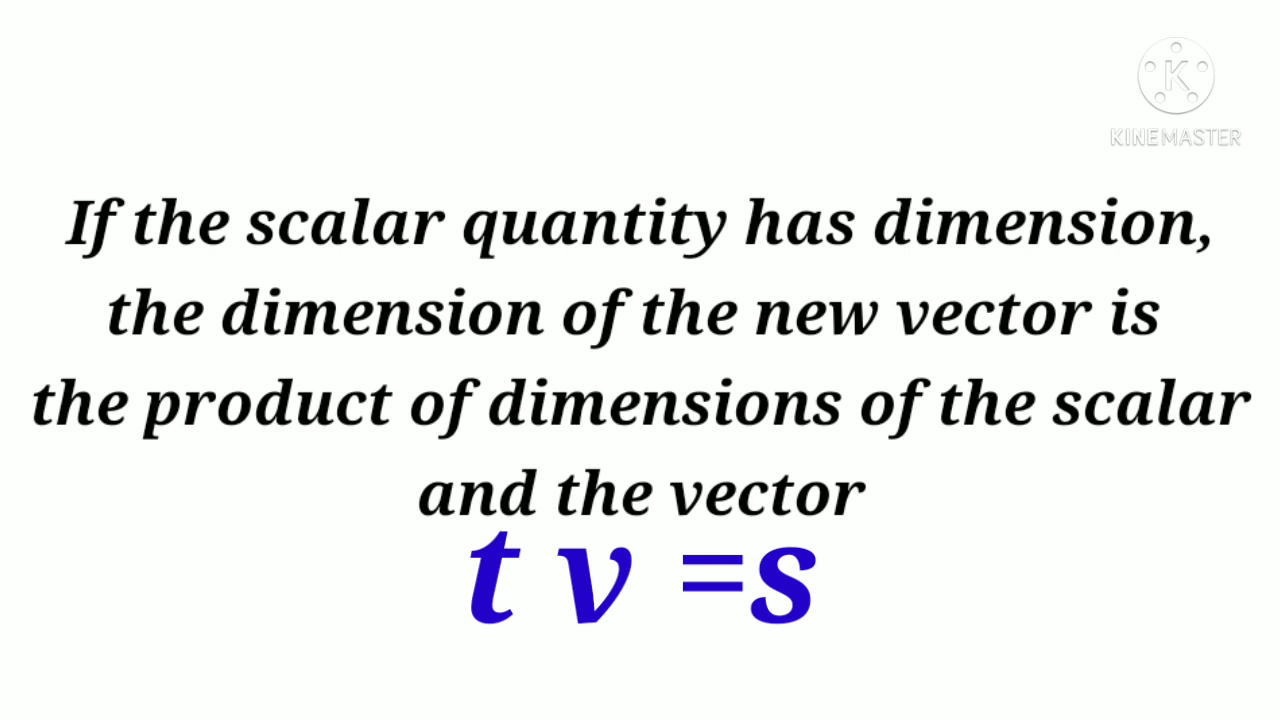 K
KINEMASTER
If the scalar quantity has dimension,
the dimension of the new vector is
the product of dimensions of the scalar
and the vector
t v =s